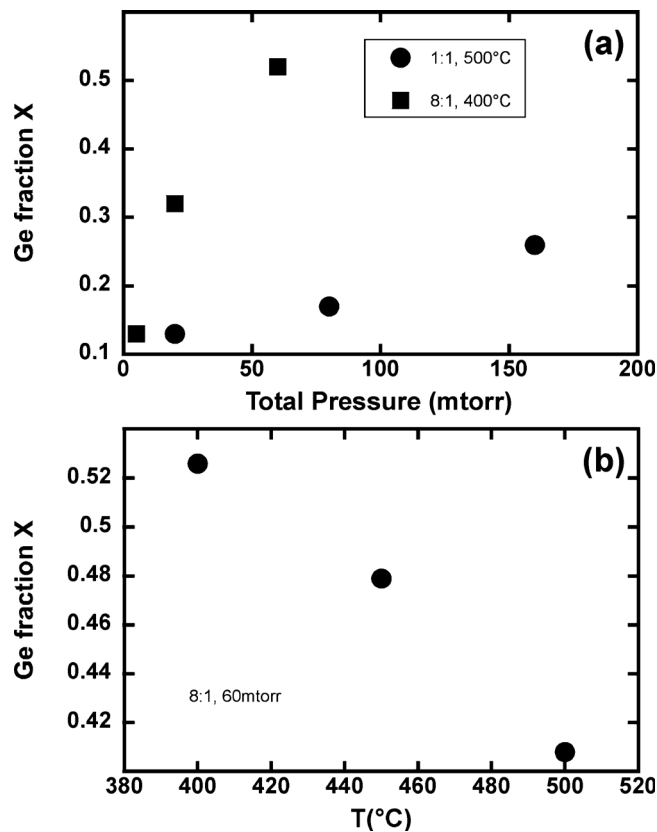 (a)
1:1, 500°C
8:1, 400°C
Ge fraction X
0.5
0.4
0.3
0.2
0.1
0 50 100 150 200
Total Pressure (mtorr)
(b)
Ge fraction X
0.52
0.5
0.48
0.46
0.44
0.42
8:1, 60mtorr
380 400 420 440 460 480 500 520
T(°C)